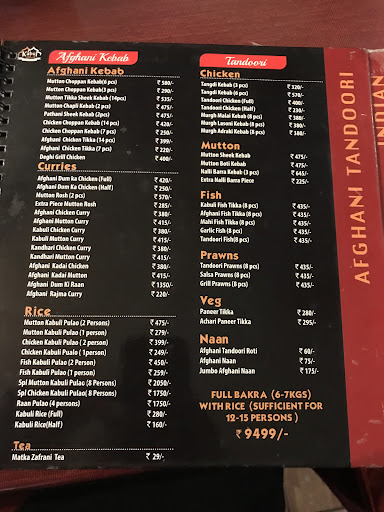 Afghani Kebab
Afghani Kebab
Mutton Choppan Kebab(6 pcs) ₹ 580/-
Mutton Choppan Kebab(3 pcs) ₹ 290/-
Mutton Tikka Sheek Kebab (14pcs) ₹ 535/-
Mutton Chapli Kebab (2 pcs) ₹ 475/-
Pathani Sheek Kebab (2pcs) ₹ 475/-
Chicken Choppan Kebab (14 pcs) ₹ 420/-
Chicken Choppan Kebab (7 pcs) ₹ 250/-
Afghani Chicken Tikka (14 pcs) ₹ 399/-
Afghani Chicken Tikka (7 pcs) ₹ 220/-
Deghi Gril Chicken ₹ 400/-
Curries
Afghani Dum Ka Chicken (Full) ₹ 420/-
Afghani Dum Ka Chicken (Half) ₹ 250/-
Mutton Rosh (2 pcs) ₹ 570/-
Extra Piece Mutton Rosh ₹ 285/-
Afghani Chicken Curry ₹ 380/-
Afghani Mutton Curry ₹ 415/-
Kabuli Chicken Curry ₹ 380/-
Kabuli Mutton Curry ₹ 415/-
Kandhari Chicken Curry ₹ 380/-
Kandhari Mutton Curry ₹ 415/-
Afghani Kadai Chicken ₹ 380/-
Afghani Kadai Mutton ₹ 415/-
Afghani Dum Ki Raan ₹ 1350/-
Afghani Rajma Curry ₹ 220/-
Rice
Mutton Kabuli Pulao (2 Persons) ₹ 475/-
Mutton Kabuli Pulao (1 person) ₹ 279/-
Chicken Kabuli Pulao ( 2 person) ₹ 399/-
Chicken Kabuli Pualo ( 1person) ₹ 249/-
Fish Kabuli Pulao (2 Person) ₹ 450/-
Fish Kabuli Pulao (1 person) ₹ 259/-
Spl Mutton Kabuli Pulao (8 Persons) ₹ 2050/-
Spl Chicken Kabuli Pulao (8 Persons) ₹ 1750/-
Raan Pulao (4 persons) ₹ 1750/-
Kabuli Rice (Full) ₹ 280/-
Kabuli Rice(Half) ₹ 160/-
Tea
Matka Zafrani Tea ₹ 29/-
Tandoori
Chicken
Tangdi Kebab (3 pcs) ₹ 320/-
Tangdi Kebab (6 pcs) ₹ 570/-
Tandoori Chicken (Full) ₹ 400/-
Tandoori Chicken (Half) ₹ 230/-
Murgh Malai Kebab (8 pcs) ₹ 380/-
Murgh Lasoni Kebab (8 pcs) ₹ 380/-
Murgh Adraki Kebab (8 pcs) ₹ 380/-
Mutton
Mutton Sheek Kebab ₹ 475/-
Mutton Boti Kebab ₹ 475/-
Nalli Barra Kebab (3 pcs) ₹ 645/-
Extra Nalli Barra Piece ₹ 225/-
Fish
Kabuli Fish Tikka (8 pcs) ₹ 435/-
Afghani Fish Tikka (8 pcs) ₹ 435/-
Mahi Fish Tikka (8 pcs) ₹ 435/-
Garlic Fish (8 pcs) ₹ 435/-
Tandoori Fish(8 pcs) ₹ 435/-
Prawns
Tandoori Prawns (8 pcs) ₹ 435/-
Salsa Prawns (8 pcs) ₹ 435/-
Grill Prawns (8 pcs) ₹ 435/-
Veg
Paneer Tikka ₹ 280/-
Achari Paneer Tikka ₹ 295/-
Naan
Afghani Tandoori Roti ₹ 60/-
Afghani Naan ₹ 75/-
Jumbo Afghani Naan ₹ 175/-
FULL BAKRA (6-7KGS)
WITH RICE (SUFFICIENT FOR
12-15 PERSONS )
₹ 9499/-
AFGHANI TANDOORI